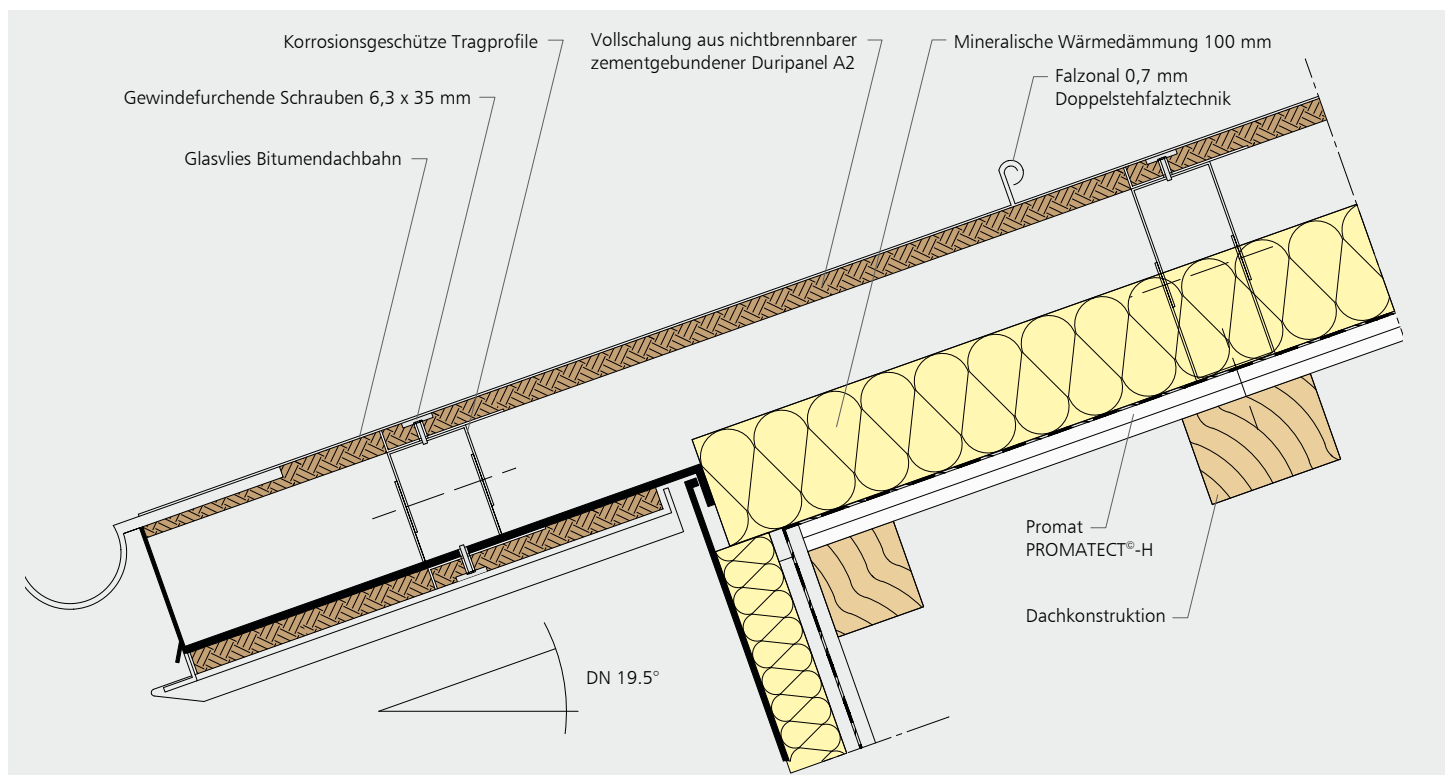 Korrosionsgeschütze Tragprofile
Vollschalung aus nichtbrennbarer
zementgebundener Duripanel A2
Mineralische Wärmedämmung 100 mm
Falzonal 0,7 mm
Doppelstehfalztechnik
Gewindefurchende Schrauben 6,3 x 35 mm
Glasvlies Bitumendachbahn
Promat
PROMATECT©-H
Dachkonstruktion
DN 19.5°